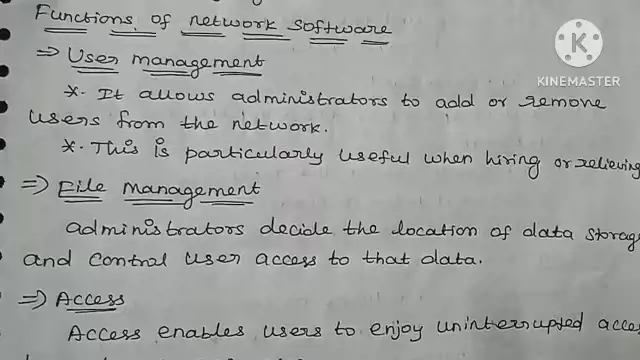 Functions of network software
⇒ User management
*. It allows administrators to add or remove
users from the network.
*. This is particularly useful when hiring or relieving
⇒ File Management
administrators decide the location of data storage
and control user access to that data.
⇒ Access
Access enables users to enjoy uninterrupted access
KINEMASTER